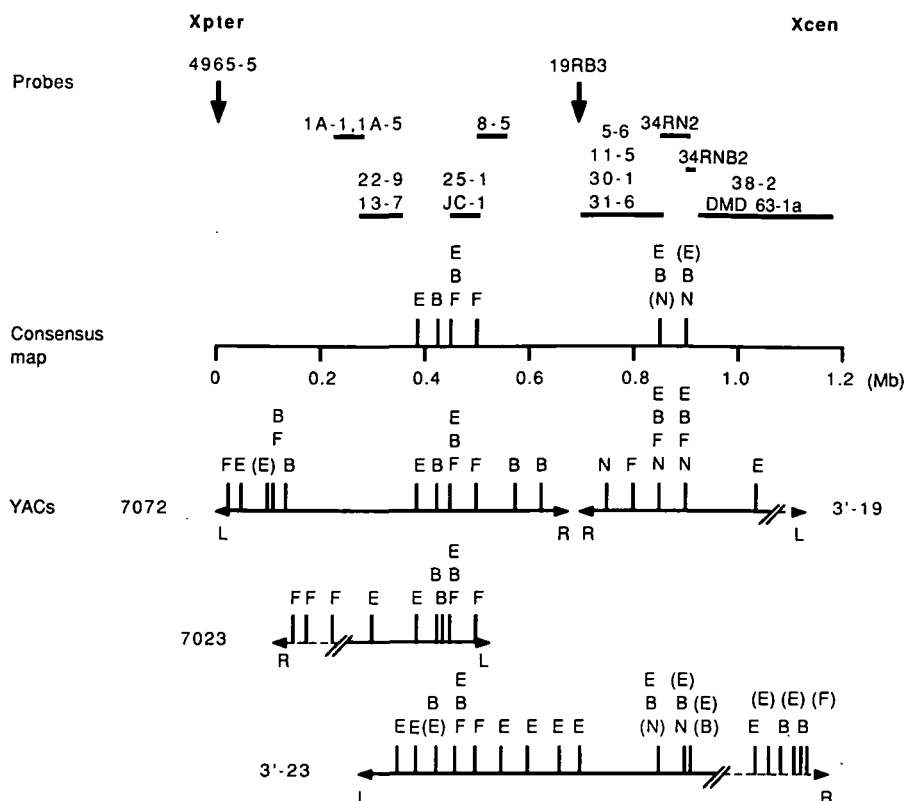 Xpter Xcen
4965-5 19RB3
Probes
1A-1,1A-5 8-5 5-6 34RN2
11-5 34RNB2
22-9 25-1 30-1 38-2
13-7 JC-1 31-6 DMD 63-1a
E E (E)
B B B
E B F F (N) N
Consensus
map
0 0.2 0.4 0.6 0.8 1.0 1.2 (Mb)
E E
B E B B
F B F F
F E (E) B E B F F B B N F N N E
YACs 7072 3'-19
L R R L
E
B B
F F F E E B F F
7023
R L
E E (E)
B B B B (E) (E) (E) (F)
E E (E) F F E E E E (N) N (B) E B B
3'-23
L R